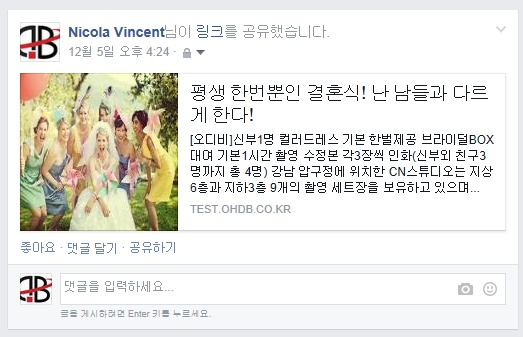 Nicola Vincent님이 링크를 공유했습니다.
12월 5일 오후 4:24 ·
평생 한번뿐인 결혼식! 난 남들과 다르
게 한다!
[오디비]신부1명 컬러드레스 기본 한벌제공 브라이덜BOX
대여 기본1시간 촬영 수정본 각3장씩 인화(신부외 친구3
명까지 총 4명) 강남 압구정에 위치한 CN스튜디오는 지상
6층과 지하3층 9개의 촬영 세트장을 보유하고 있으며...
TEST.OHDB.CO.KR
좋아요 · 댓글 달기 · 공유하기
댓글을 입력하세요...
글을 게시하려면 Enter 키를 누르세요.